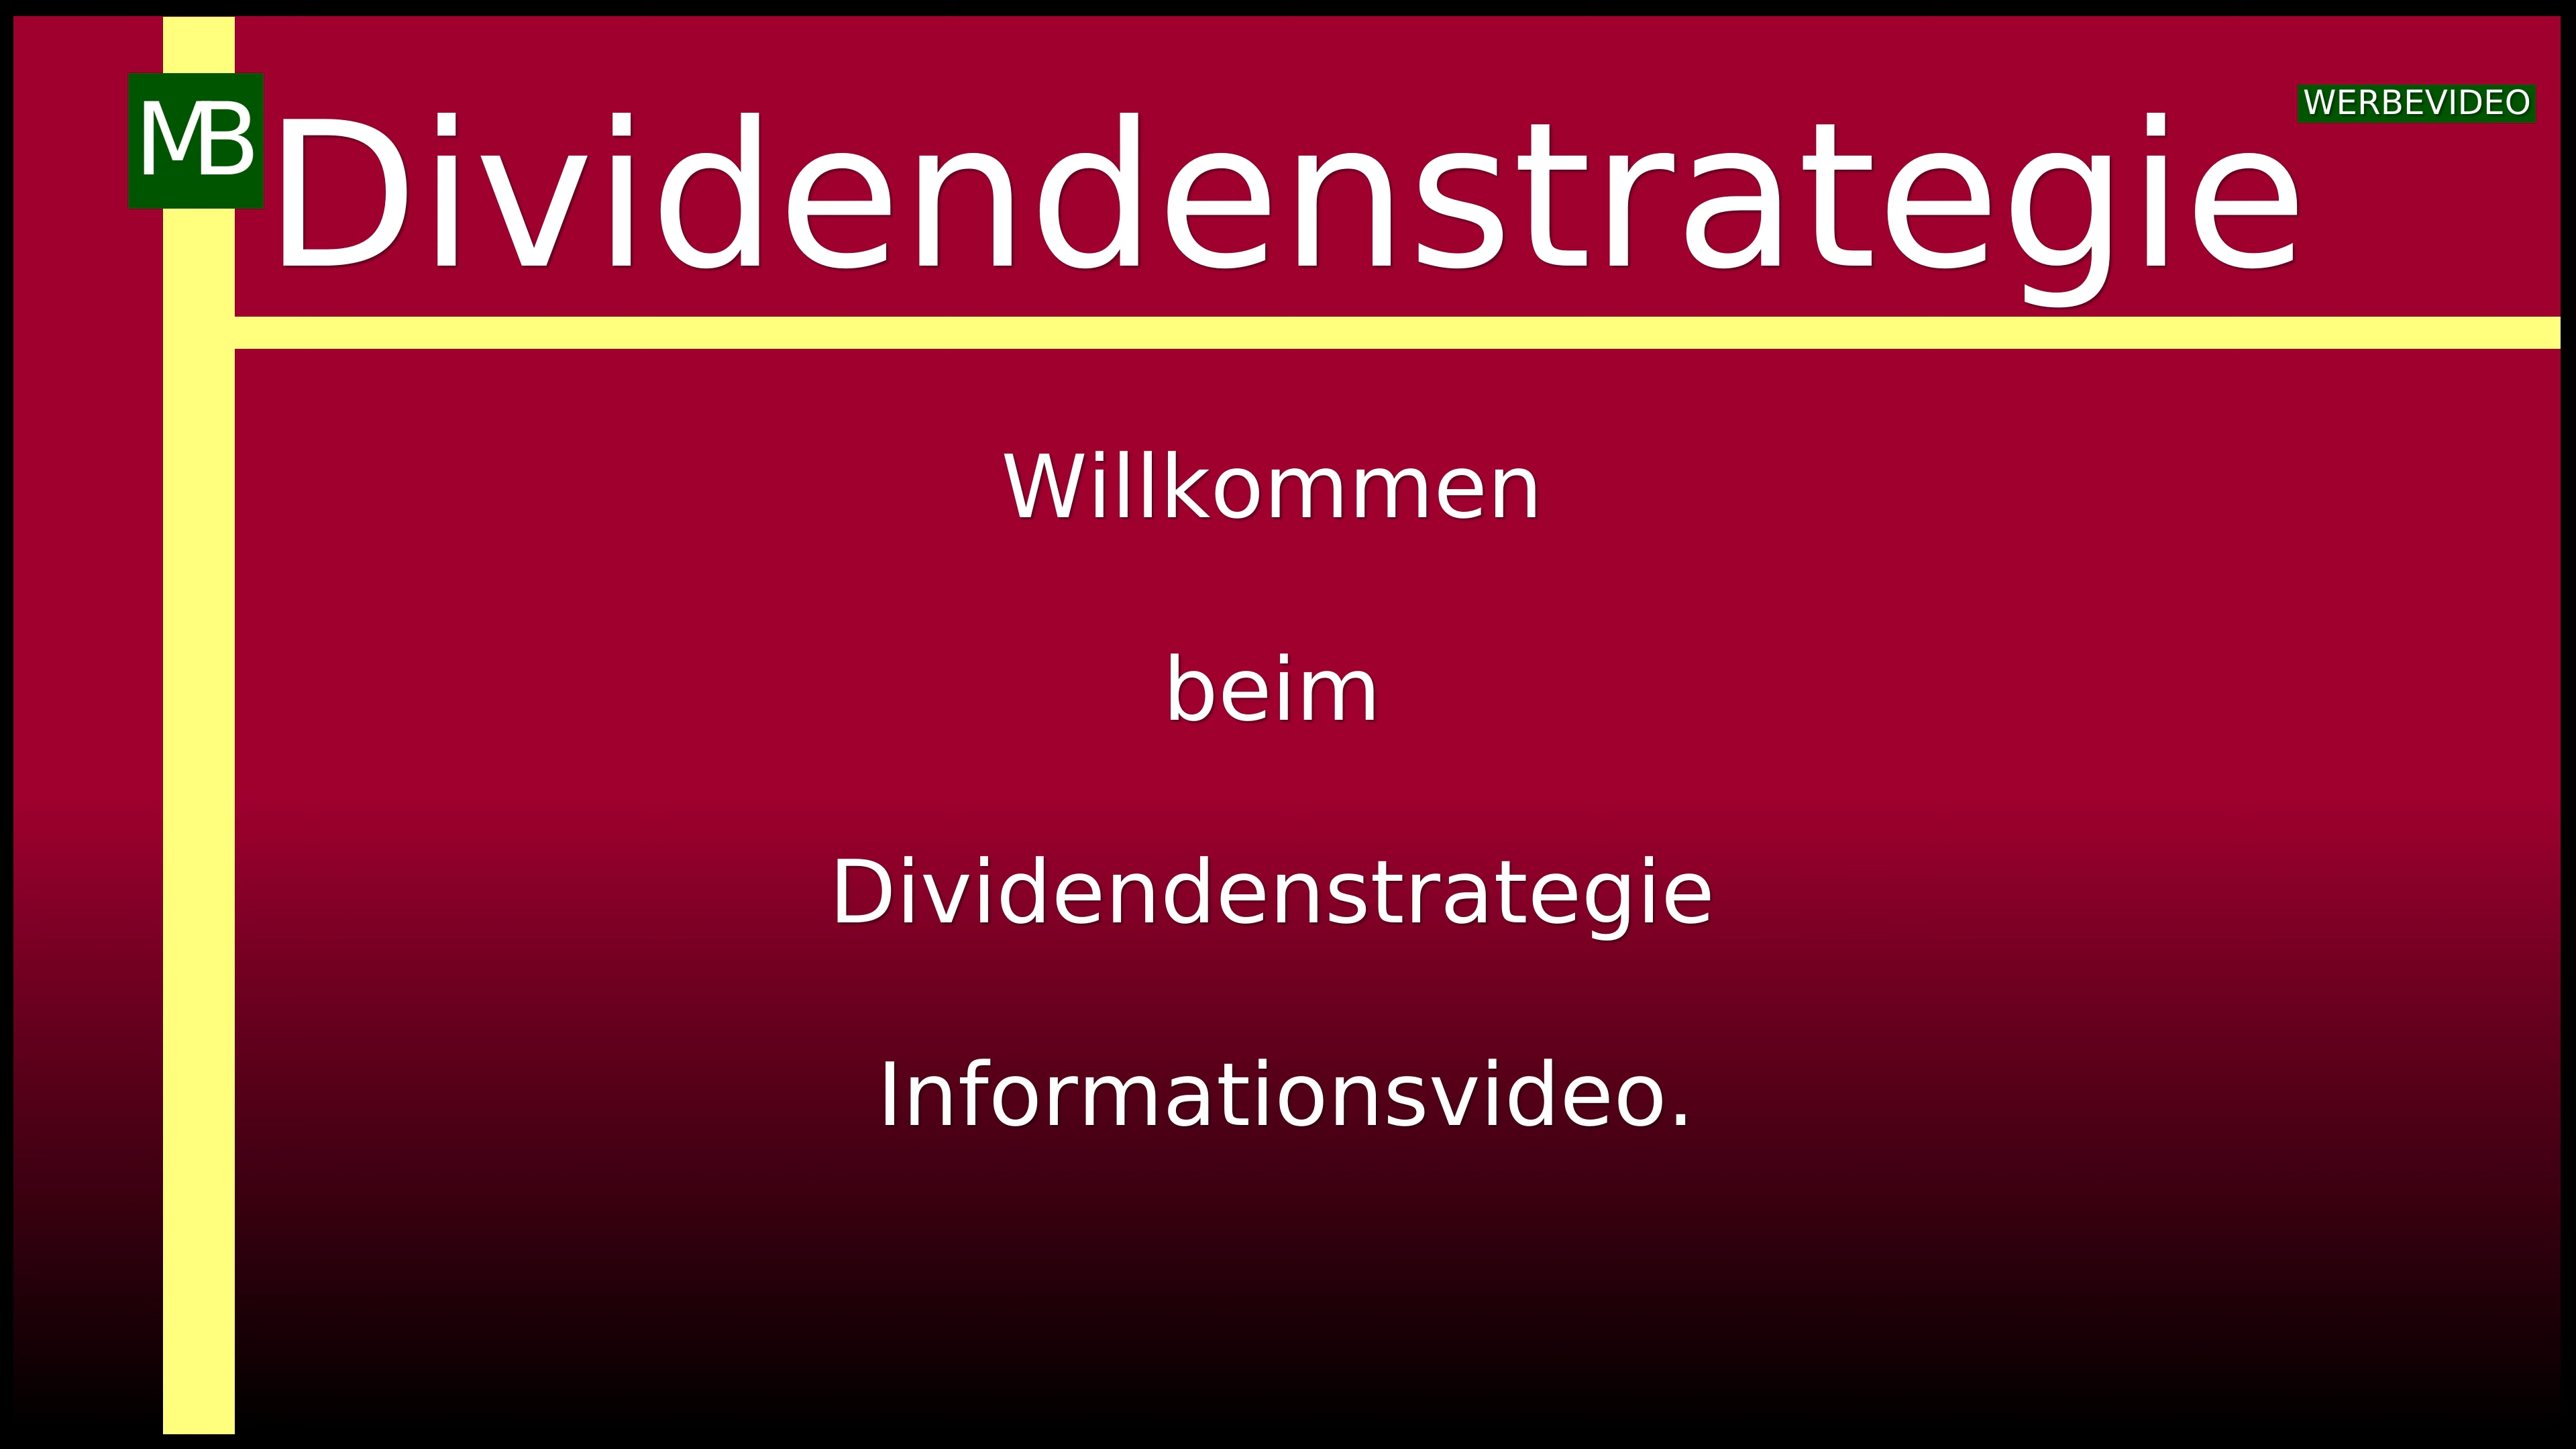 MB
Dividendenstrategie
WERBEVIDEO
Willkommen
beim
Dividendenstrategie
Informationsvideo.